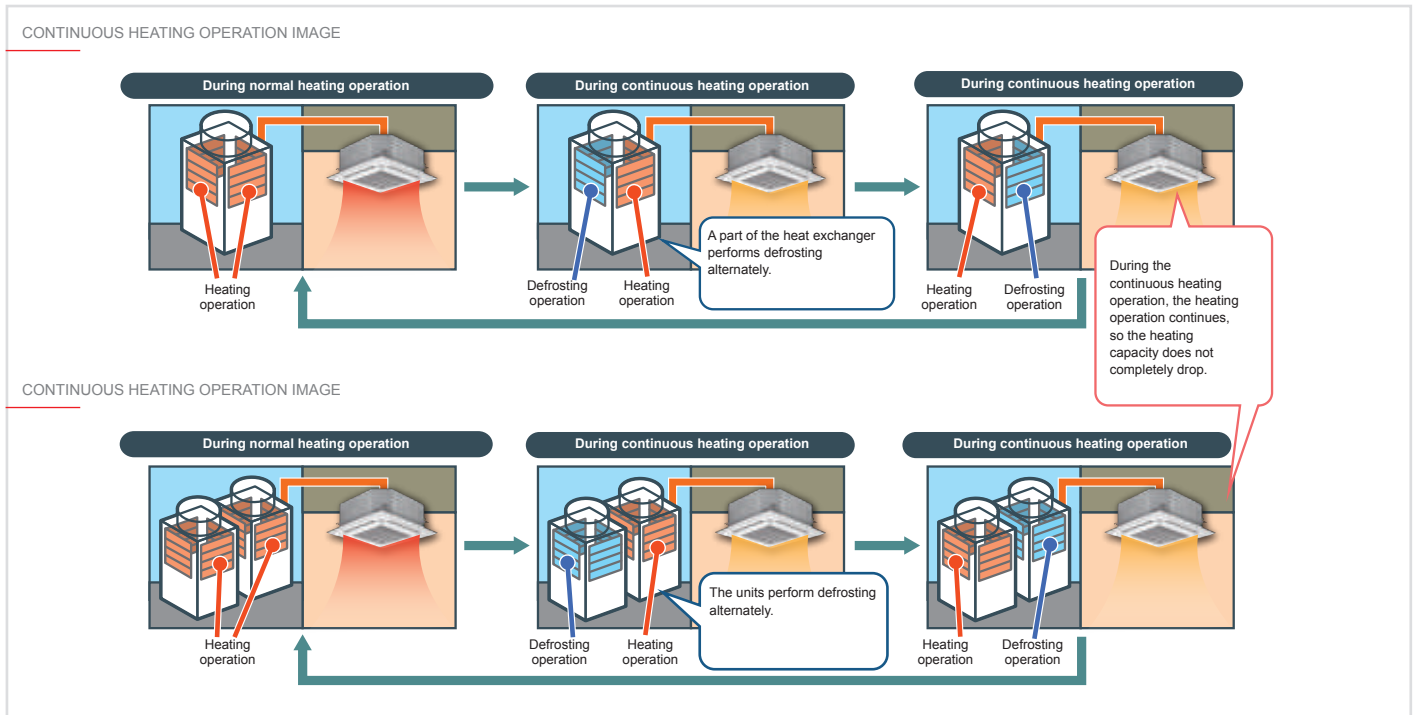 CONTINUOUS HEATING OPERATION IMAGE
During normal heating operation
During continuous heating operation
During continuous heating operation
Heating
operation
Defrosting
operation
Heating
operation
A part of the heat exchanger
performs defrosting
alternately.
Heating
operation
Defrosting
operation
During the
continuous heating
operation, the heating
operation continues,
so the heating
capacity does not
completely drop.
CONTINUOUS HEATING OPERATION IMAGE
During normal heating operation
During continuous heating operation
During continuous heating operation
Heating
operation
Defrosting
operation
Heating
operation
The units perform defrosting
alternately.
Heating
operation
Defrosting
operation